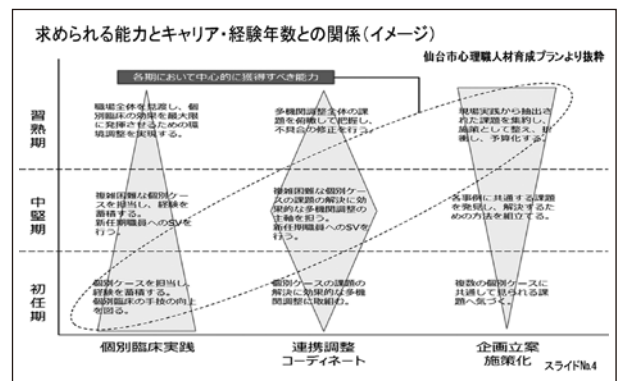 求められる能力とキャリア・経験年数との関係(イメージ)
仙台市心理職人材育成プランより抜粋
各期において中心的に獲得すべき能力
習熟期
職場全体を見渡し、個
別臨床の効果を最大限
に発揮させるための環
境調整を実現する。
多機関調整全体の課
題を俯瞰して把握し、
不具合の修正を行う。
現場実践から抽出さ
れた課題を集約し、
施策として整え、提
案し、予算化する。
中堅期
複雑困難な個別ケー
スを担当し、経験を
蓄積する。
新任期職員へのSVを
行う。
複雑困難な個別ケー
スの課題の解決に効
果的な多機関調整の
主軸を担う。
新任期職員へのSVを
行う。
各事例に共通する課題
を発見し、解決するた
めの方法を組立てる。
初任期
個別ケースを担当し、
経験を蓄積する。
個別臨床の手技の向上
を図る。
個別ケースの課題の
解決に効果的な多機
関調整に取組む。
複数の個別ケースに
共通して見られる課
題へ気づく。
個別臨床実践
連携調整
コーディネート
企画立案
施策化
スライドNo.4